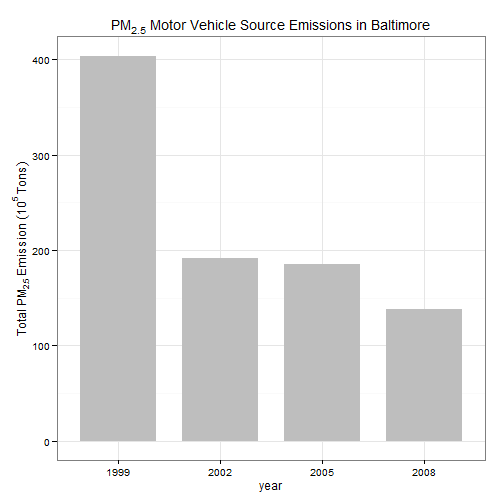 PM2.5 Motor Vehicle Source Emissions in Baltimore
Total PM2.5 Emission (10^5 Tons)
400
300
200
100
0
1999 2002 2005 2008
year